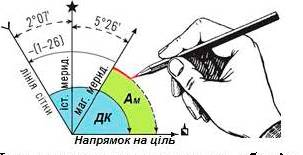 2°07' 5°26'
-(1-26)
ЛІНІЯ СІТКИ
Іст. мерид.
маг. мерид.
Ам
ДК
Напрямок на ціль